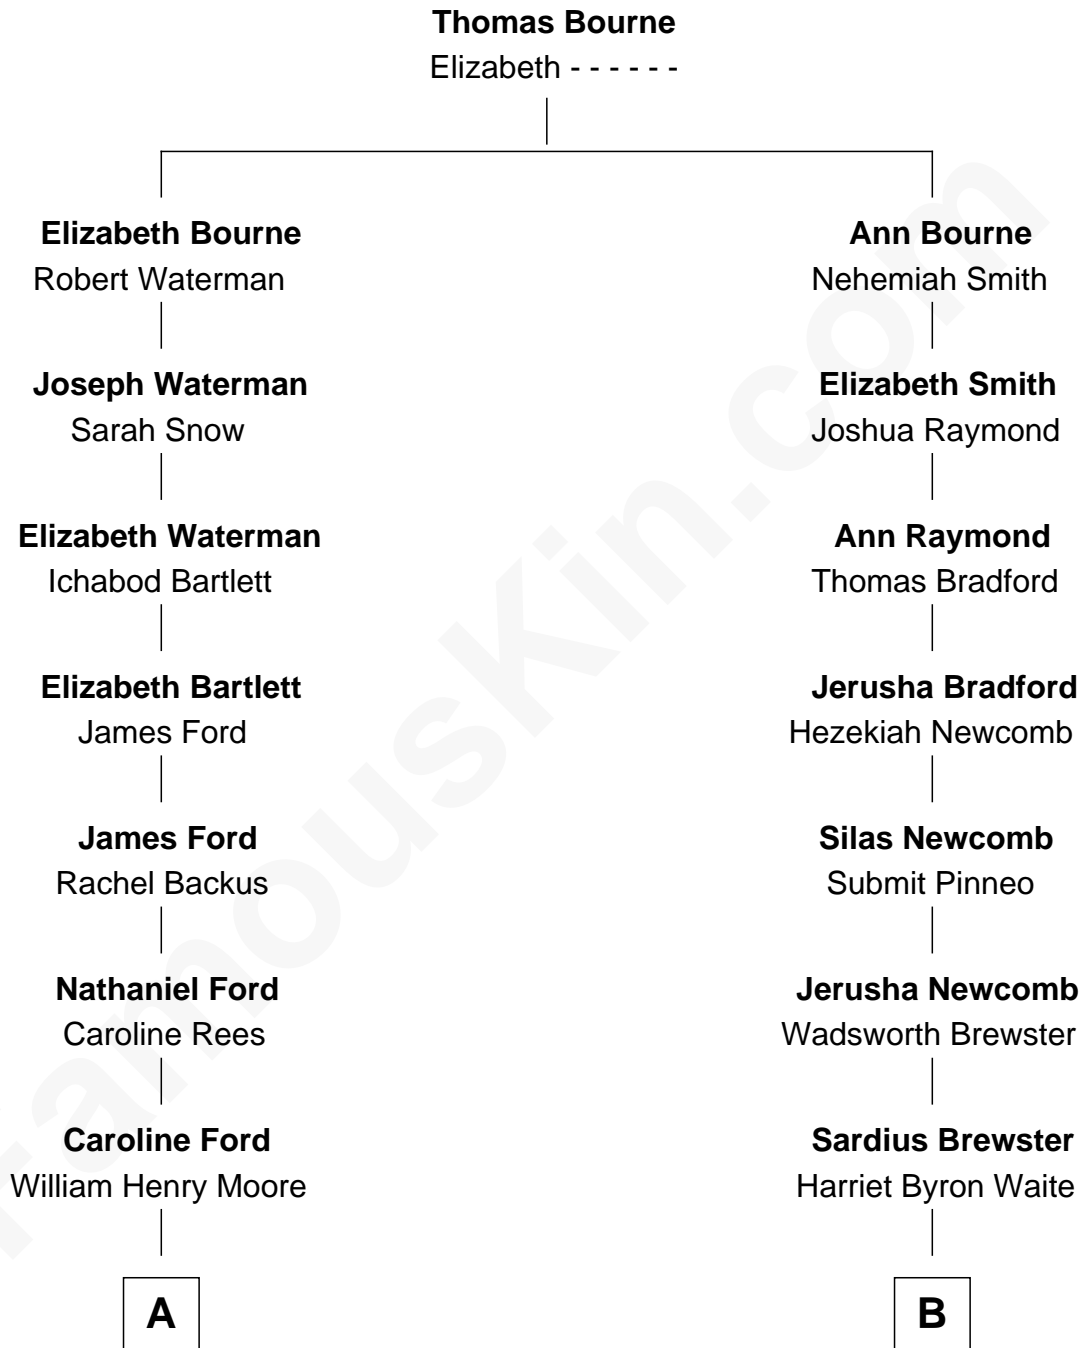 Thomas Bourne
Elizabeth - - - - - -
Elizabeth Bourne
Robert Waterman
Ann Bourne
Nehemiah Smith
Joseph Waterman
Sarah Snow
Elizabeth Smith
Joshua Raymond
Elizabeth Waterman
Ichabod Bartlett
Ann Raymond
Thomas Bradford
Elizabeth Bartlett
James Ford
Jerusha Bradford
Hezekiah Newcomb
James Ford
Rachel Backus
Silas Newcomb
Submit Pinneo
Nathaniel Ford
Caroline Rees
Jerusha Newcomb
Wadsworth Brewster
Caroline Ford
William Henry Moore
Sardius Brewster
Harriet Byron Waite
A
B
FamousKin.com